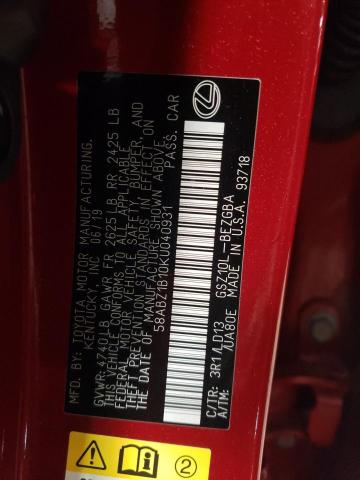 MFD. BY: TOYOTA MOTOR MANUFACTURING,
KENTUCKY, INC 06/19
GVWR: 4740 LB GAWR FR 2625 LB RR 2425 LB
THIS VEHICLE CONFORMS TO ALL APPLICABLE
FEDERAL MOTOR VEHICLE SAFETY, BUMPER, AND
THEFT PREVENTION STANDARDS IN EFFECT ON
THE DATE OF MANUFACTURE SHOWN ABOVE.
58ABZ1B10KU040931 PASS. CAR
GSZ10L-BEZGBA
C/TR: 3R1/LD13 MADE IN U.S.A.
A/TM: /UA80E 93718
2